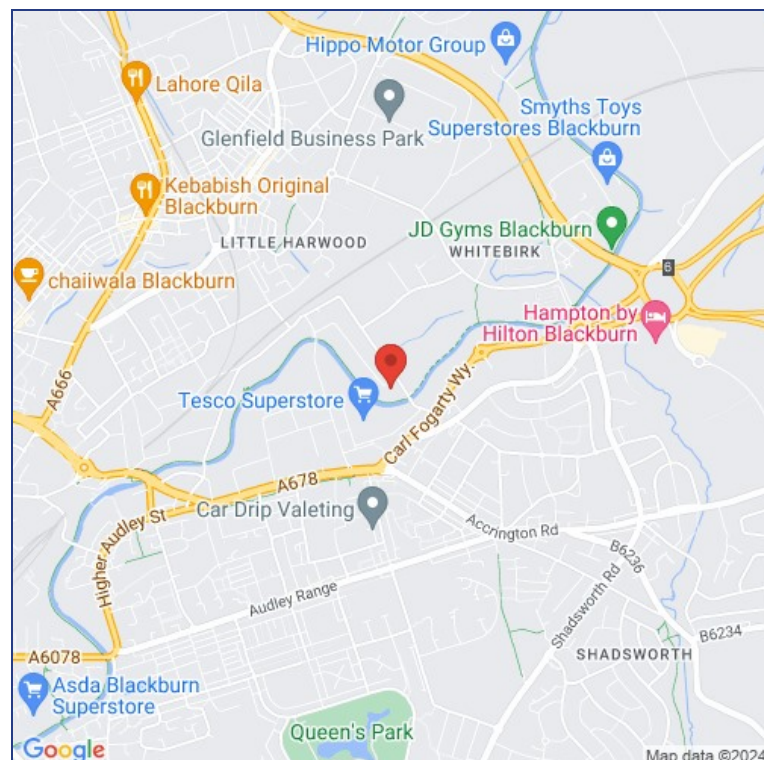 Hippo Motor Group
Lahore Qila
Smyths Toys
Superstores Blackburn
Glenfield Business Park
Kebabish Original
Blackburn
JD Gyms Blackburn
LITTLE HARWOOD
WHITEBIRK
6
chaiiwala Blackburn
Hampton by
Hilton Blackburn
A666
Tesco Superstore
Carl Fogarty Wy.
A678
Car Drip Valeting
Higher Audley St
Accrington Rd
B6236
Audley Range
Shadsworth Rd
B6234
A6078
SHADSWORTH
Asda Blackburn
Superstore
Queen's Park
Google
Map data ©2024